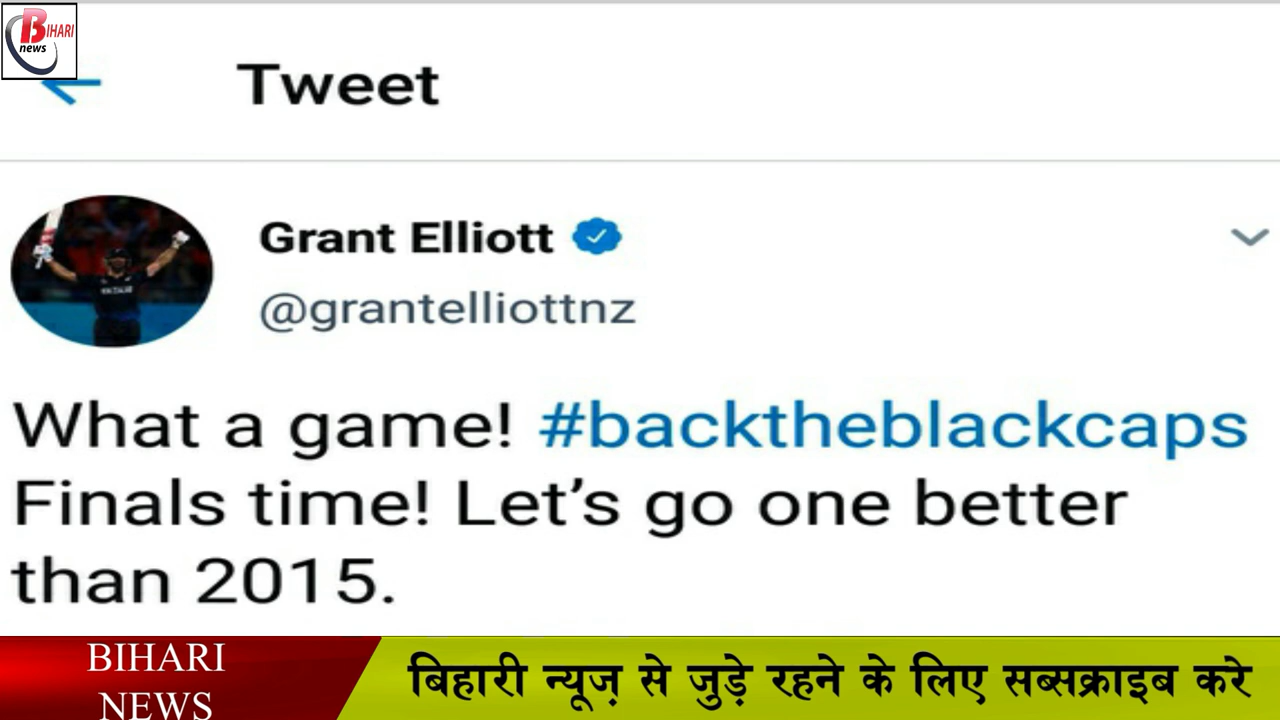 BIHARI
news
Tweet
Grant Elliott
@grantelliottnz
What a game! #backtheblackcaps
Finals time! Let's go one better
than 2015.
BIHARI
NEWS
बिहारी न्यूज़ से जुड़े रहने के लिए सब्सक्राइब करे